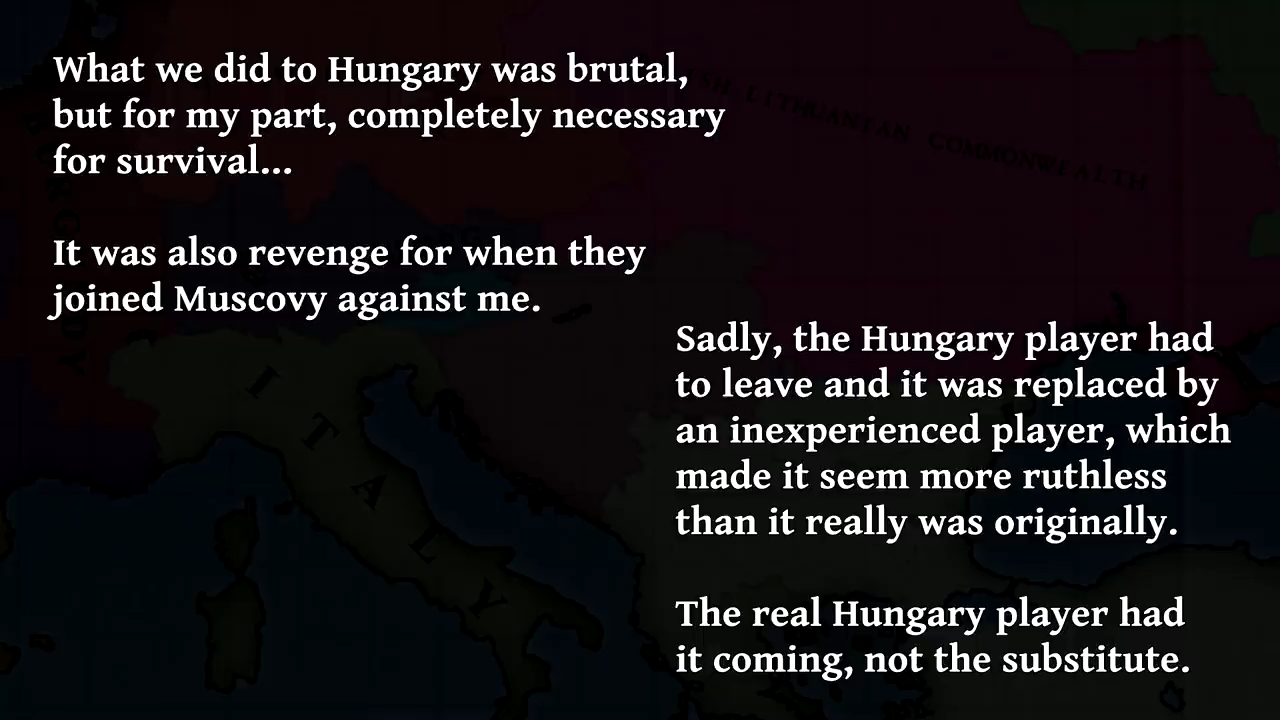 What we did to Hungary was brutal,
but for my part, completely necessary
for survival...
It was also revenge for when they
joined Muscovy against me.
Sadly, the Hungary player had
to leave and it was replaced by
an inexperienced player, which
made it seem more ruthless
than it really was originally.
The real Hungary player had
it coming, not the substitute.
LITHUANIAN COMMONWEALTH
ITALY